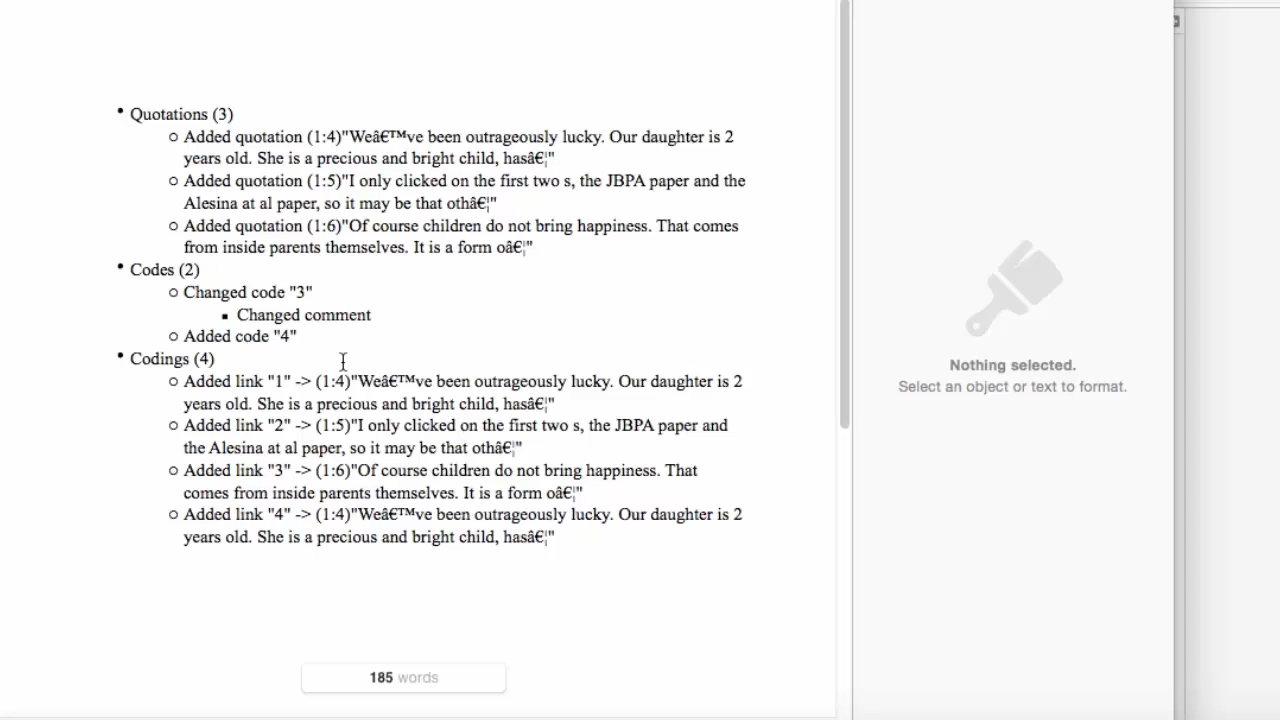 • Quotations (3)
○ Added quotation (1:4)"Weâ€™ve been outrageously lucky. Our daughter is 2
years old. She is a precious and bright child, hasâ€¦"
○ Added quotation (1:5)"I only clicked on the first two s, the JBPA paper and the
Alesina at al paper, so it may be that othâ€¦"
○ Added quotation (1:6)"Of course children do not bring happiness. That comes
from inside parents themselves. It is a form oâ€¦"
• Codes (2)
○ Changed code "3"
▪ Changed comment
○ Added code "4"
• Codings (4)
○ Added link "1" -> (1:4)"Weâ€™ve been outrageously lucky. Our daughter is 2
years old. She is a precious and bright child, hasâ€¦"
○ Added link "2" -> (1:5)"I only clicked on the first two s, the JBPA paper and
the Alesina at al paper, so it may be that othâ€¦"
○ Added link "3" -> (1:6)"Of course children do not bring happiness. That
comes from inside parents themselves. It is a form oâ€¦"
○ Added link "4" -> (1:4)"Weâ€™ve been outrageously lucky. Our daughter is 2
years old. She is a precious and bright child, hasâ€¦"
185 words
Nothing selected.
Select an object or text to format.